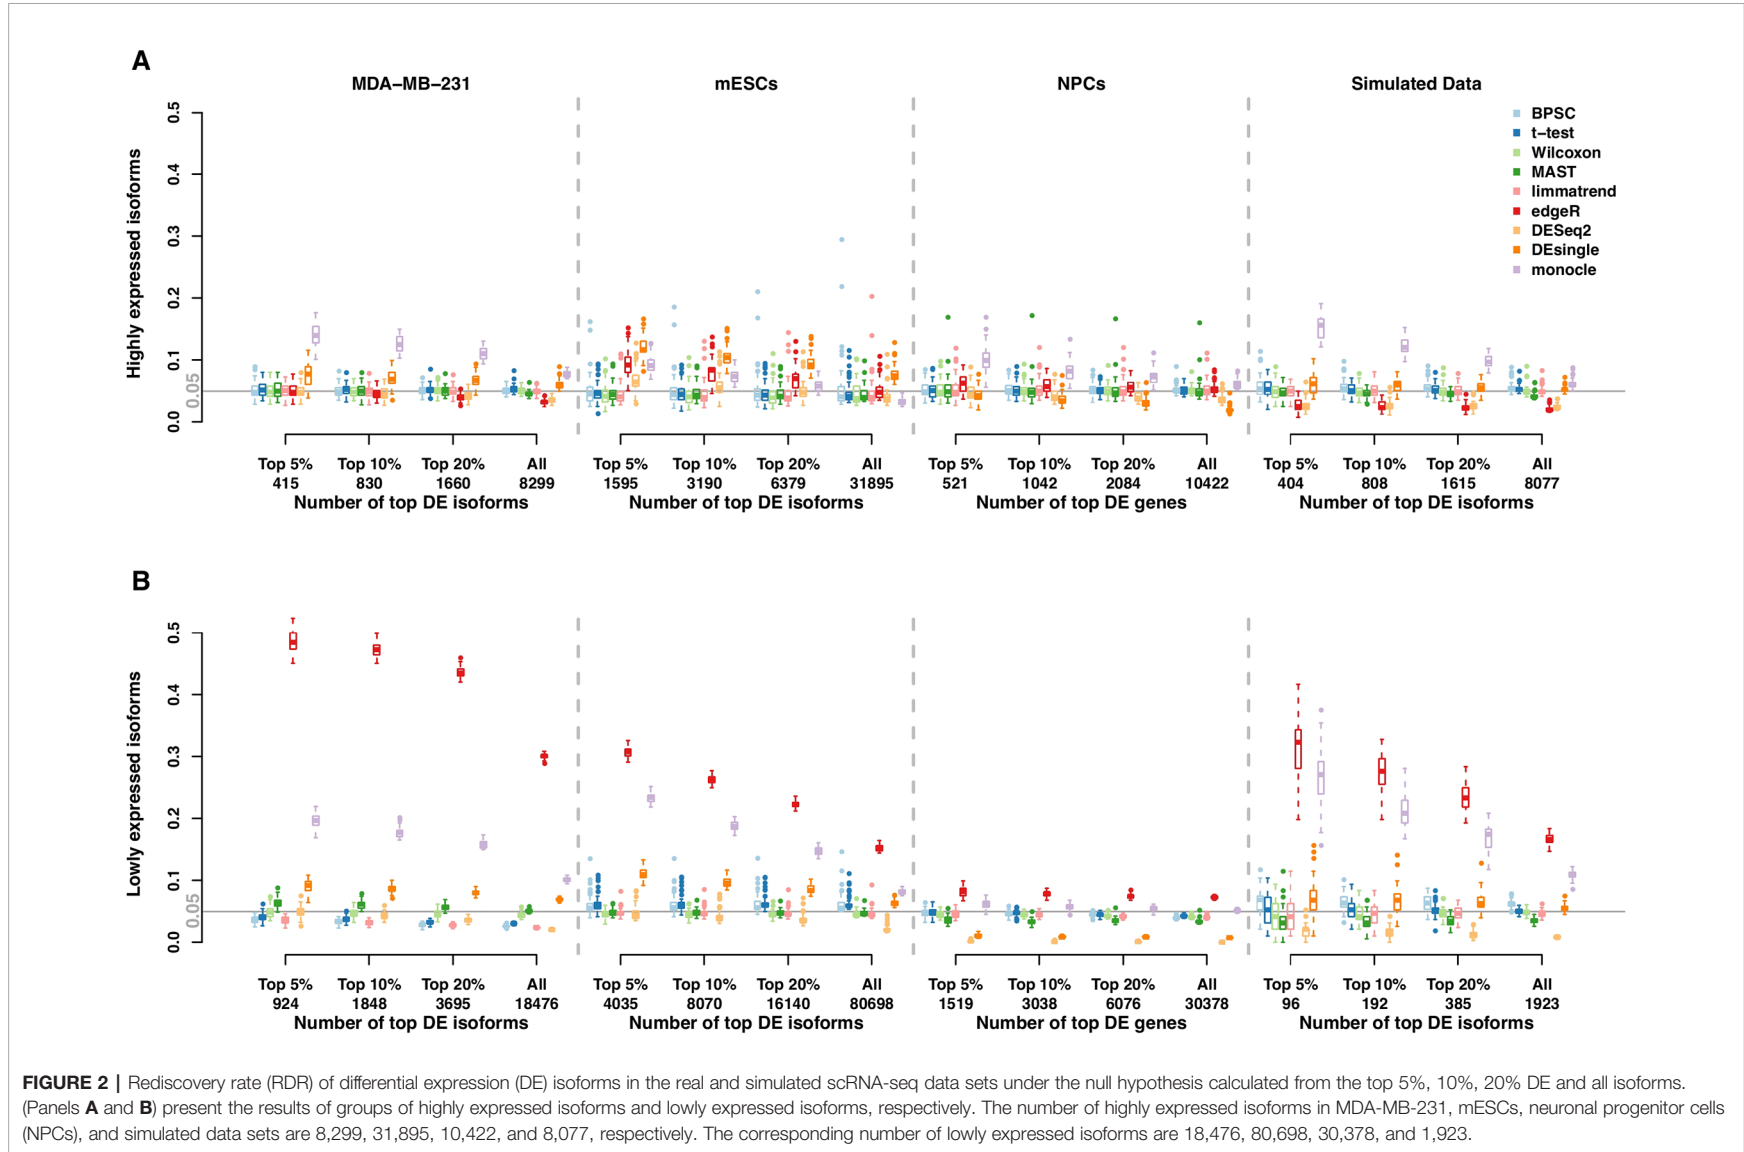 A
MDA–MB–231 mESCs NPCs Simulated Data
Highly expressed isoforms
0.0 0.1 0.2 0.3 0.4 0.5
0.05
BPSC
t–test
Wilcoxon
MAST
limmatrend
edgeR
DESeq2
DEsingle
monocle
Top 5% Top 10% Top 20% All Top 5% Top 10% Top 20% All Top 5% Top 10% Top 20% All Top 5% Top 10% Top 20% All
415 830 1660 8299 1595 3190 6379 31895 521 1042 2084 10422 404 808 1615 8077
Number of top DE isoforms Number of top DE isoforms Number of top DE genes Number of top DE isoforms
B
Lowly expressed isoforms
0.0 0.1 0.2 0.3 0.4 0.5
0.05
Top 5% Top 10% Top 20% All Top 5% Top 10% Top 20% All Top 5% Top 10% Top 20% All Top 5% Top 10% Top 20% All
924 1848 3695 18476 4035 8070 16140 80698 1519 3038 6076 30378 96 192 385 1923
Number of top DE isoforms Number of top DE isoforms Number of top DE genes Number of top DE isoforms
FIGURE 2 | Rediscovery rate (RDR) of differential expression (DE) isoforms in the real and simulated scRNA-seq data sets under the null hypothesis calculated from the top 5%, 10%, 20% DE and all isoforms.
(Panels A and B) present the results of groups of highly expressed isoforms and lowly expressed isoforms, respectively. The number of highly expressed isoforms in MDA-MB-231, mESCs, neuronal progenitor cells
(NPCs), and simulated data sets are 8,299, 31,895, 10,422, and 8,077, respectively. The corresponding number of lowly expressed isoforms are 18,476, 80,698, 30,378, and 1,923.